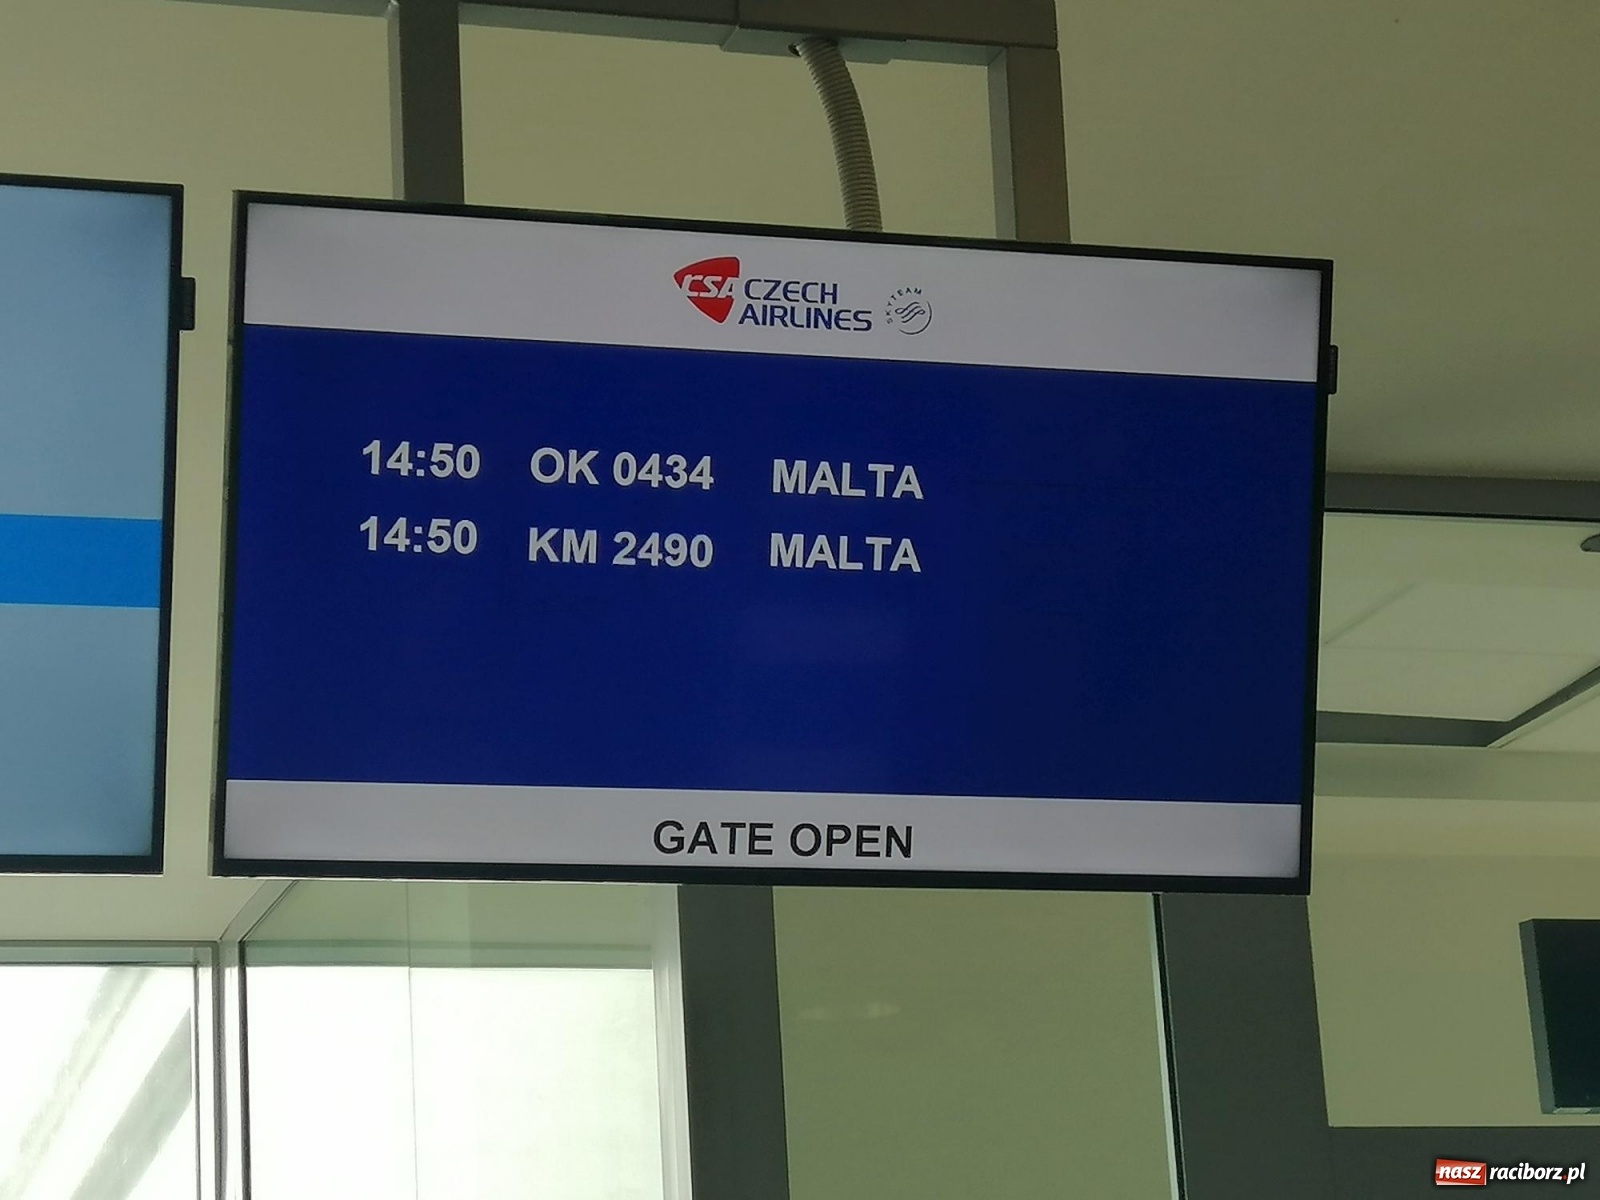 CSA CZECH
AIRLINES
SKYTEAM
14:50 OK 0434 MALTA
14:50 KM 2490 MALTA
GATE OPEN
nasz raciborz.pl